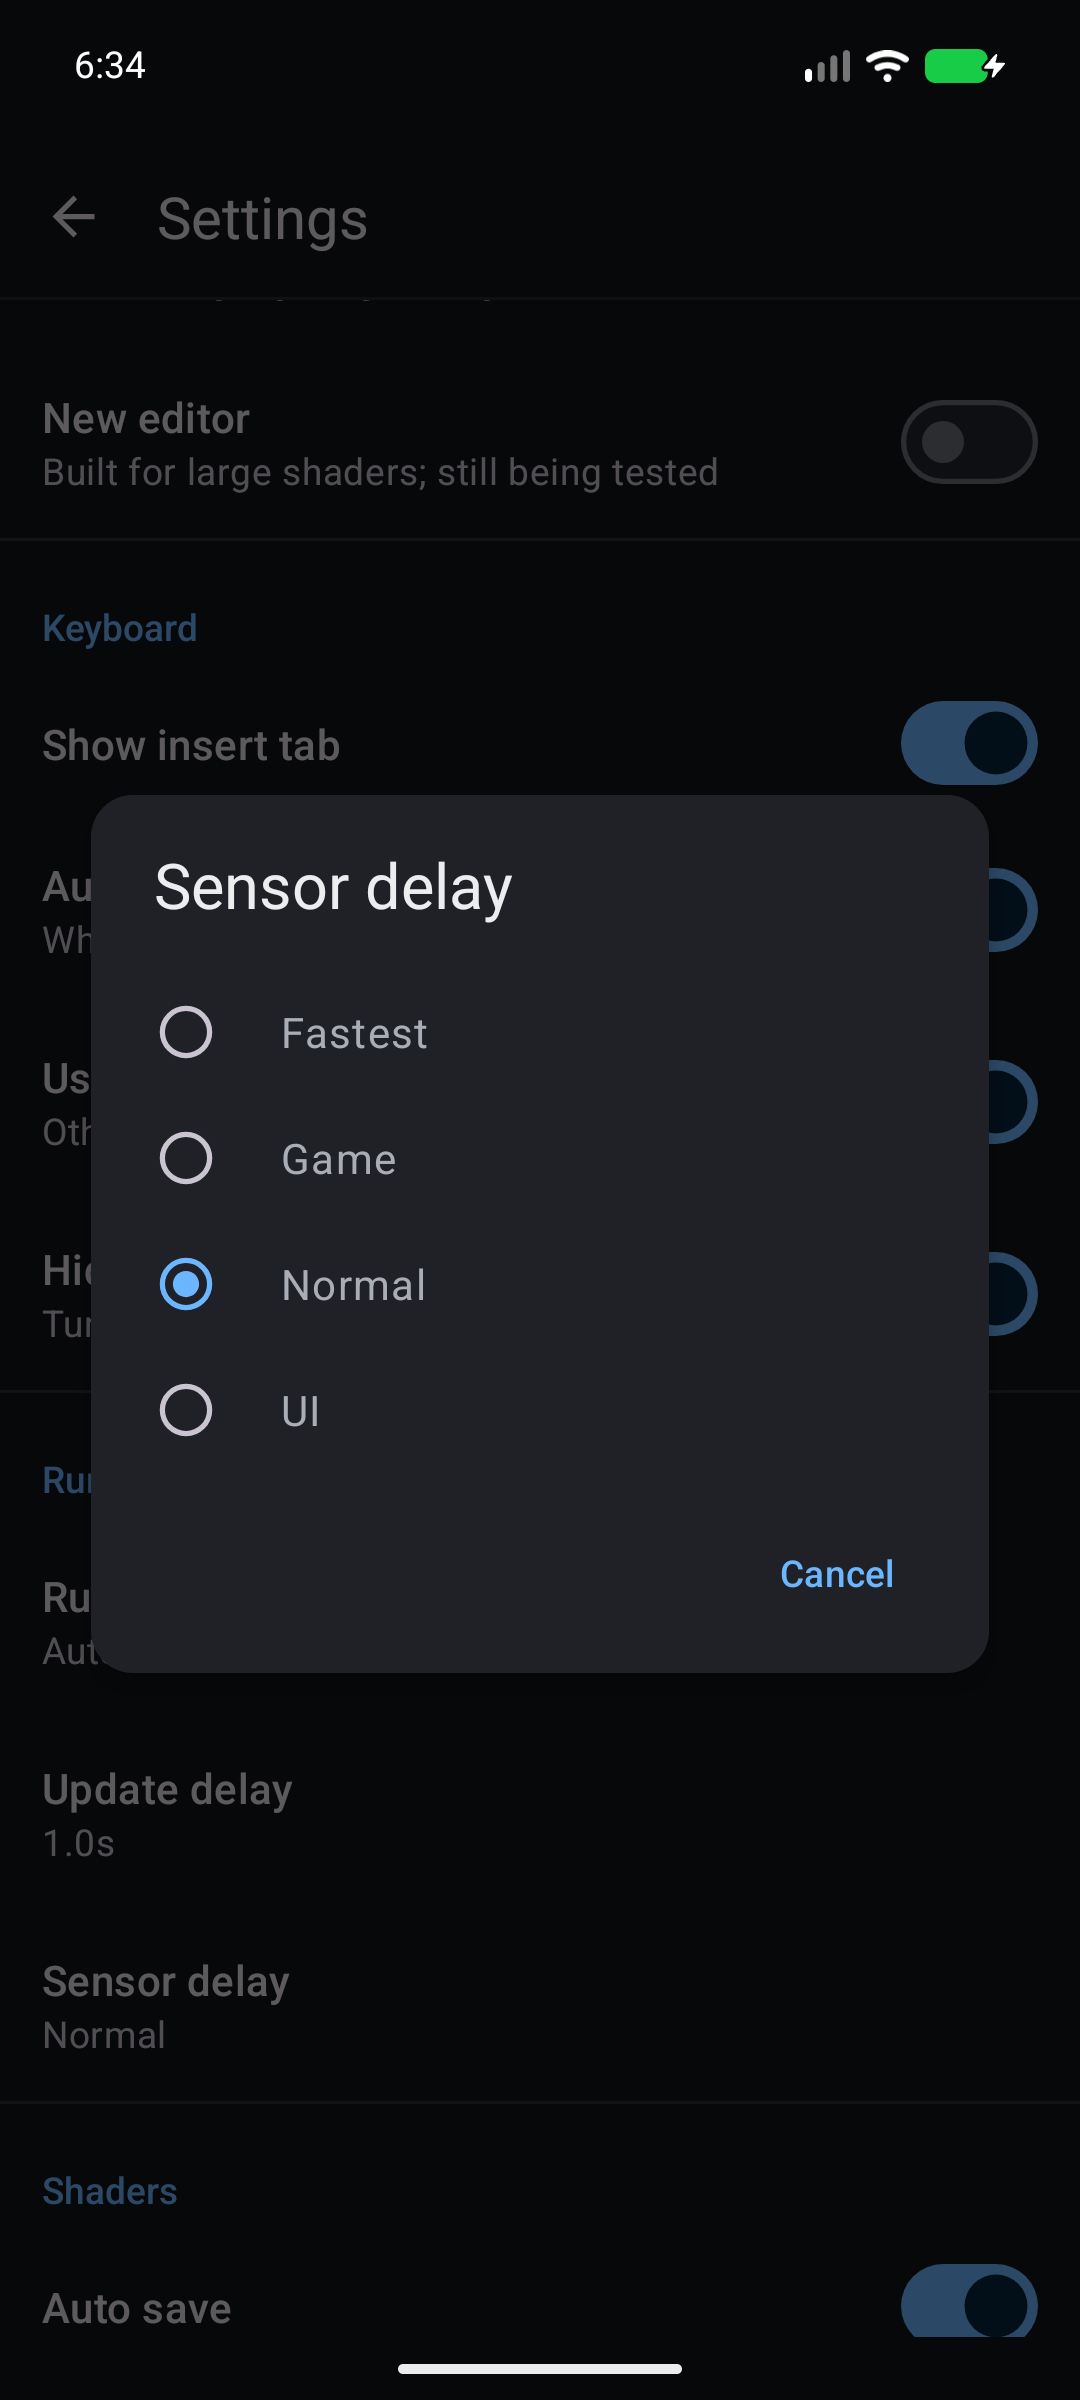 6:34
Settings
New editor
Built for large shaders; still being tested
Keyboard
Show insert tab
Sensor delay
Fastest
Game
Normal
UI
Cancel
Update delay
1.0s
Sensor delay
Normal
Shaders
Auto save